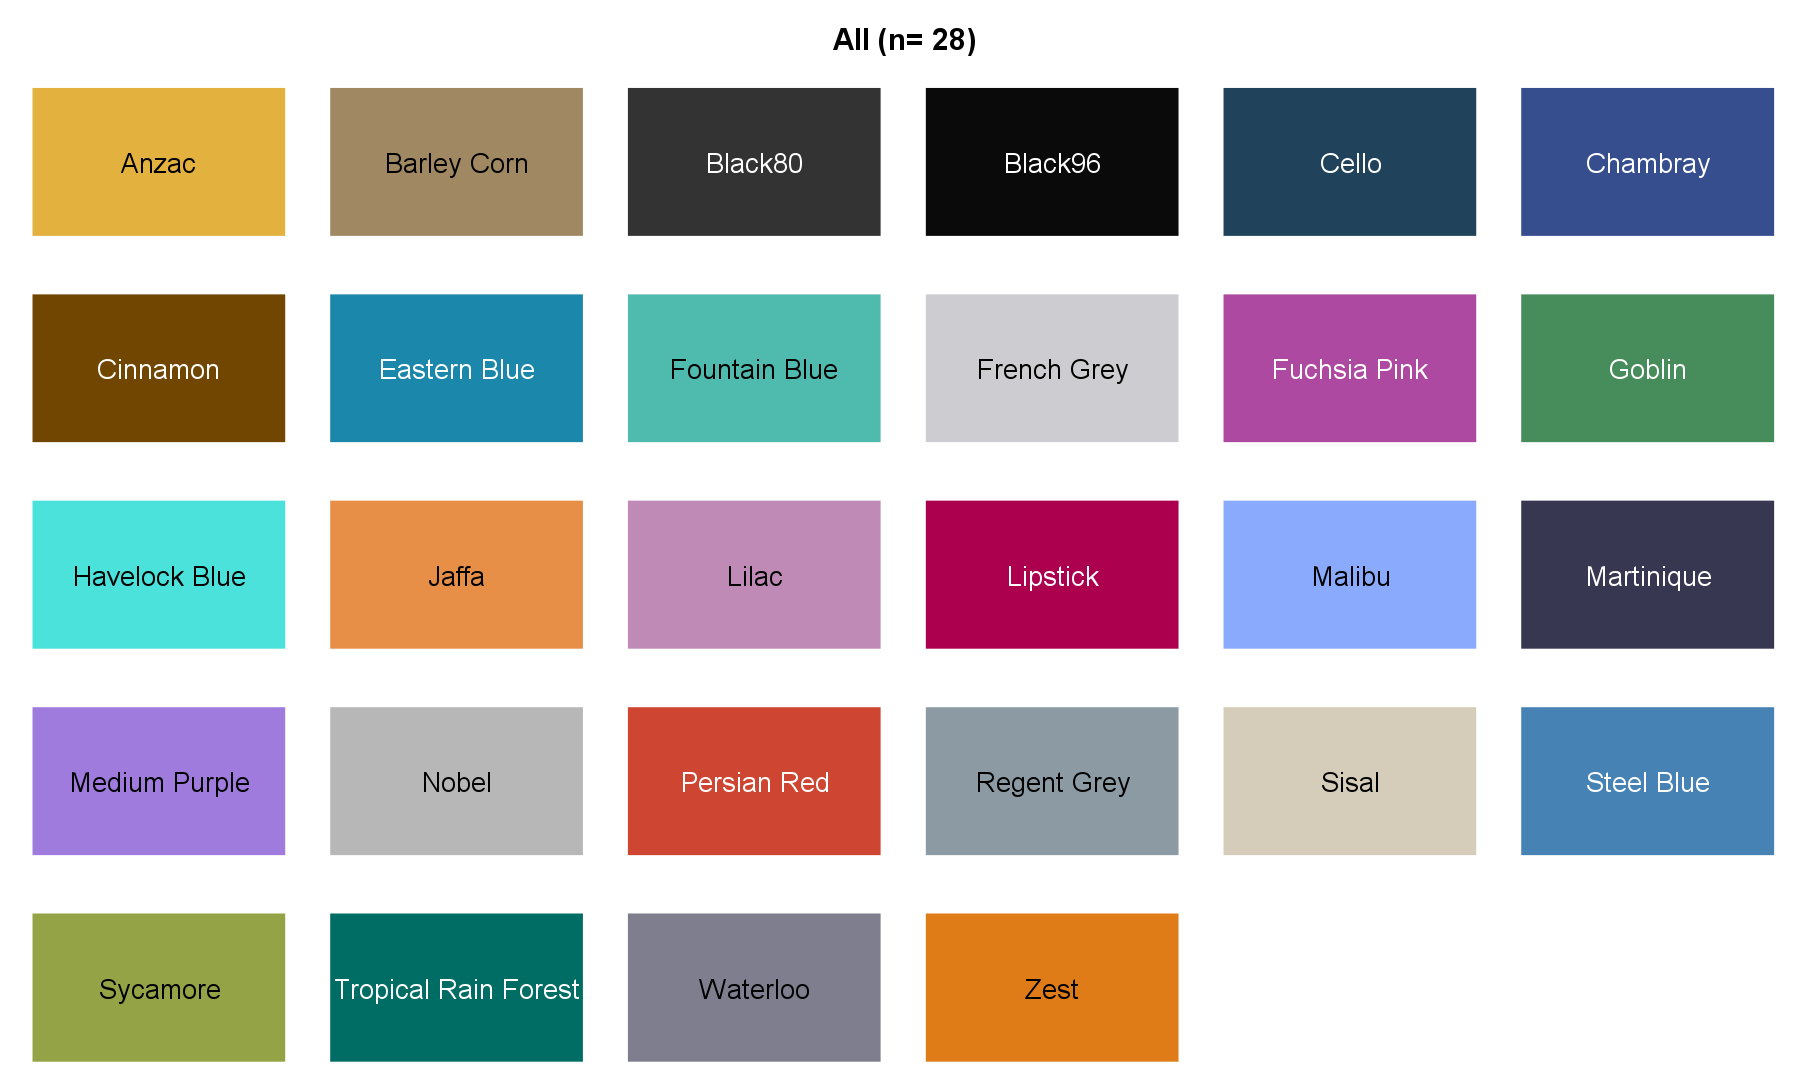 All (n= 28)
Anzac
Barley Corn
Black80
Black96
Cello
Chambray
Cinnamon
Eastern Blue
Fountain Blue
French Grey
Fuchsia Pink
Goblin
Havelock Blue
Jaffa
Lilac
Lipstick
Malibu
Martinique
Medium Purple
Nobel
Persian Red
Regent Grey
Sisal
Steel Blue
Sycamore
Tropical Rain Forest
Waterloo
Zest